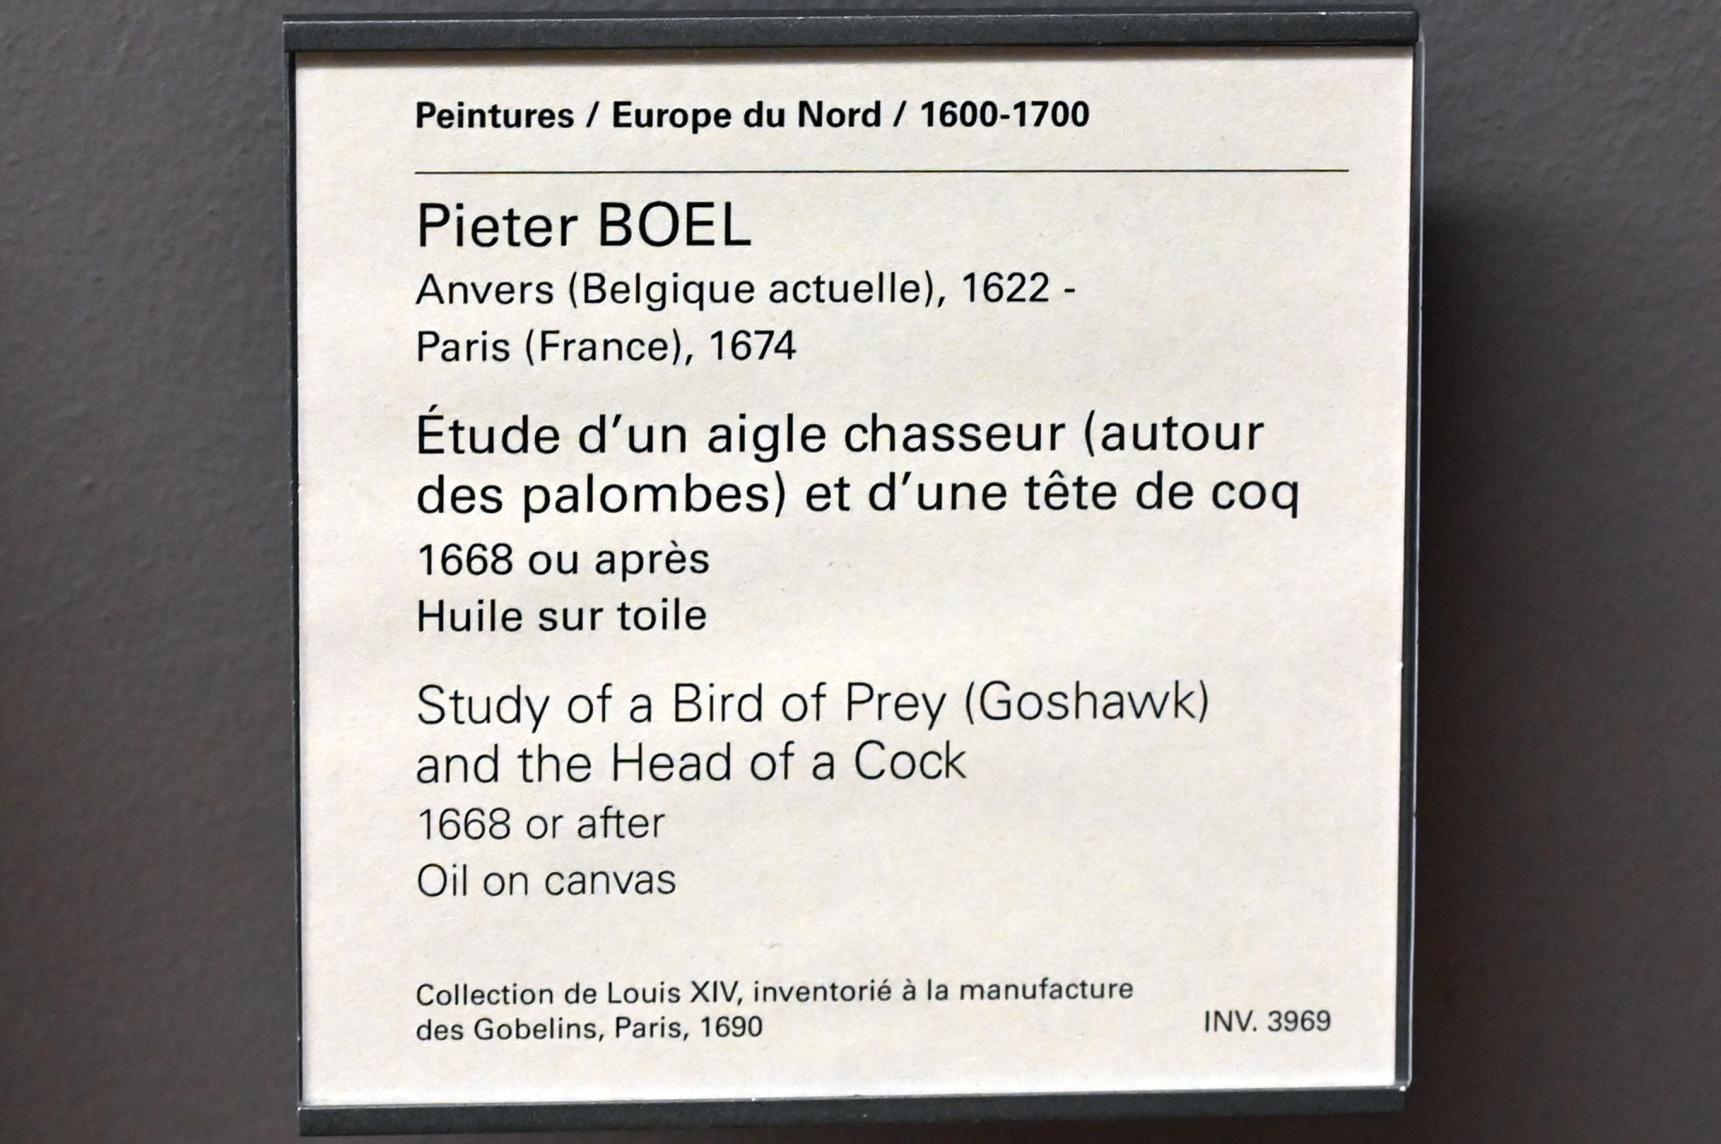 Peintures / Europe du Nord / 1600-1700
Pieter BOEL
Anvers (Belgique actuelle), 1622 -
Paris (France), 1674
Étude d'un aigle chasseur (autour
des palombes) et d'une tête de coq
1668 ou après
Huile sur toile
Study of a Bird of Prey (Goshawk)
and the Head of a Cock
1668 or after
Oil on canvas
Collection de Louis XIV, inventorié à la manufacture
des Gobelins, Paris, 1690
INV. 3969